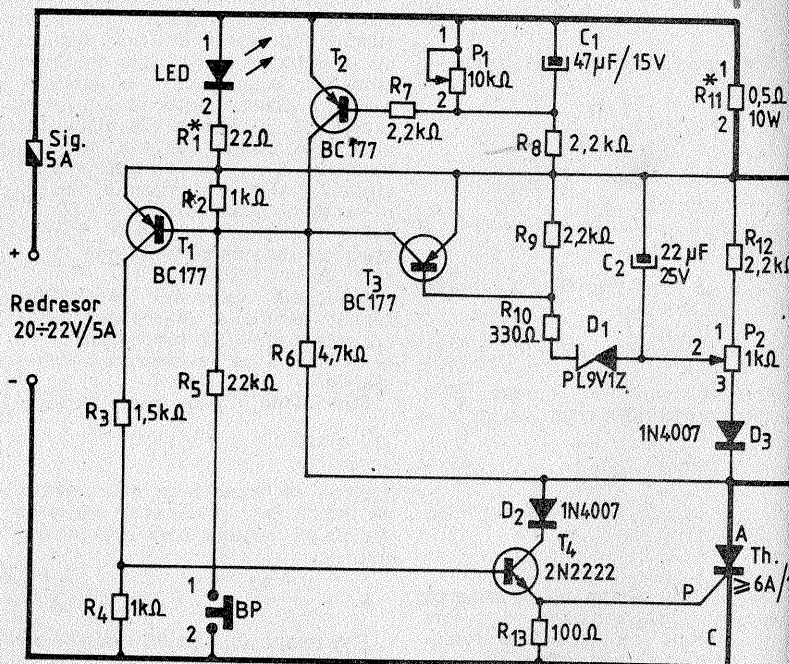 1
LED
2
R1* 22Ω
T2
BC177
R7
2,2kΩ
1
P1
10kΩ
2
C1
47µF/15V
R8 2,2kΩ
1
R11*
0,5Ω
10W
2
Sig.
5A
R2* 1kΩ
T1
BC177
T3
BC177
R9 2,2kΩ
C2
22µF
25V
R12
2,2kΩ
+
Redresor
20÷22V/5A
-
R10
330Ω
D1
PL9V1Z
2
1
P2
1kΩ
3
R6 4,7kΩ
R5 22kΩ
R3 1,5kΩ
1N4007 D3
D2 1N4007
T4
2N2222
A
Th.
≥6A/
P
C
R4 1kΩ
1
BP
2
R13 100Ω